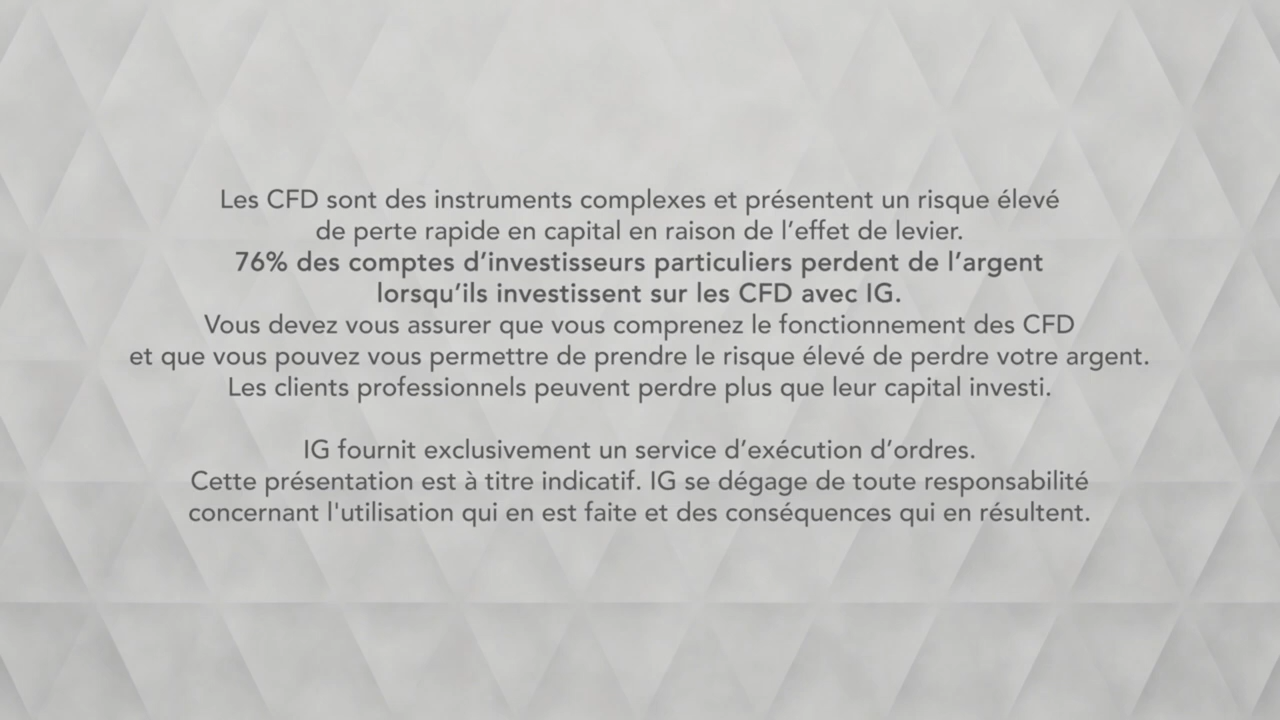 Les CFD sont des instruments complexes et présentent un risque élevé
de perte rapide en capital en raison de l’effet de levier.
76% des comptes d’investisseurs particuliers perdent de l’argent
lorsqu’ils investissent sur les CFD avec IG.
Vous devez vous assurer que vous comprenez le fonctionnement des CFD
et que vous pouvez vous permettre de prendre le risque élevé de perdre votre argent.
Les clients professionnels peuvent perdre plus que leur capital investi.
IG fournit exclusivement un service d’exécution d’ordres.
Cette présentation est à titre indicatif. IG se dégage de toute responsabilité
concernant l'utilisation qui en est faite et des conséquences qui en résultent.